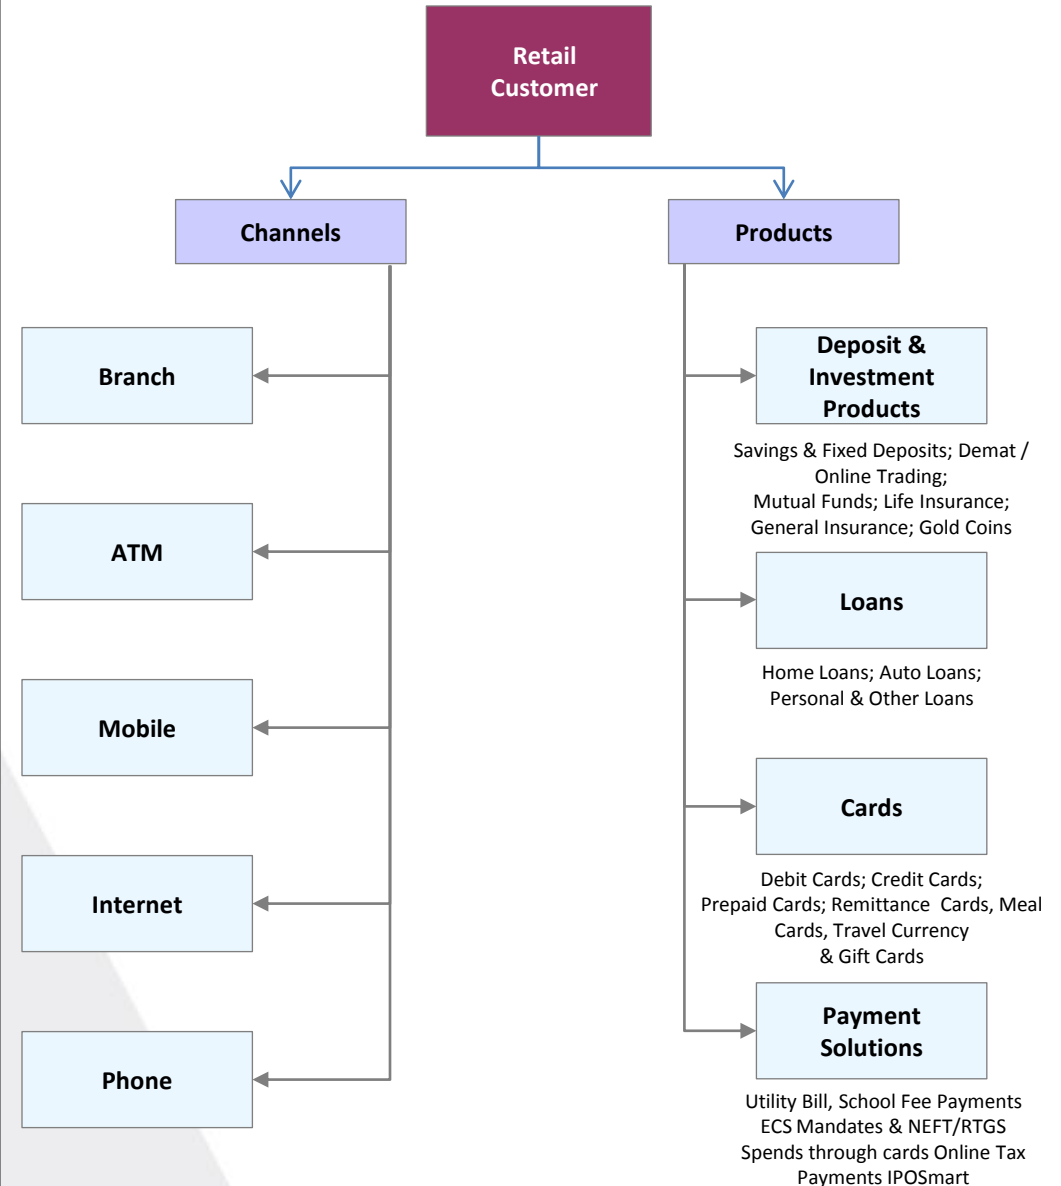 Retail
Customer
Channels
Products
Branch
ATM
Mobile
Internet
Phone
Deposit &
Investment
Products
Savings & Fixed Deposits; Demat /
Online Trading;
Mutual Funds; Life Insurance;
General Insurance; Gold Coins
Loans
Home Loans; Auto Loans;
Personal & Other Loans
Cards
Debit Cards; Credit Cards;
Prepaid Cards; Remittance  Cards, Meal
Cards, Travel Currency
& Gift Cards
Payment
Solutions
Utility Bill, School Fee Payments
ECS Mandates & NEFT/RTGS
Spends through cards Online Tax
Payments IPOSmart